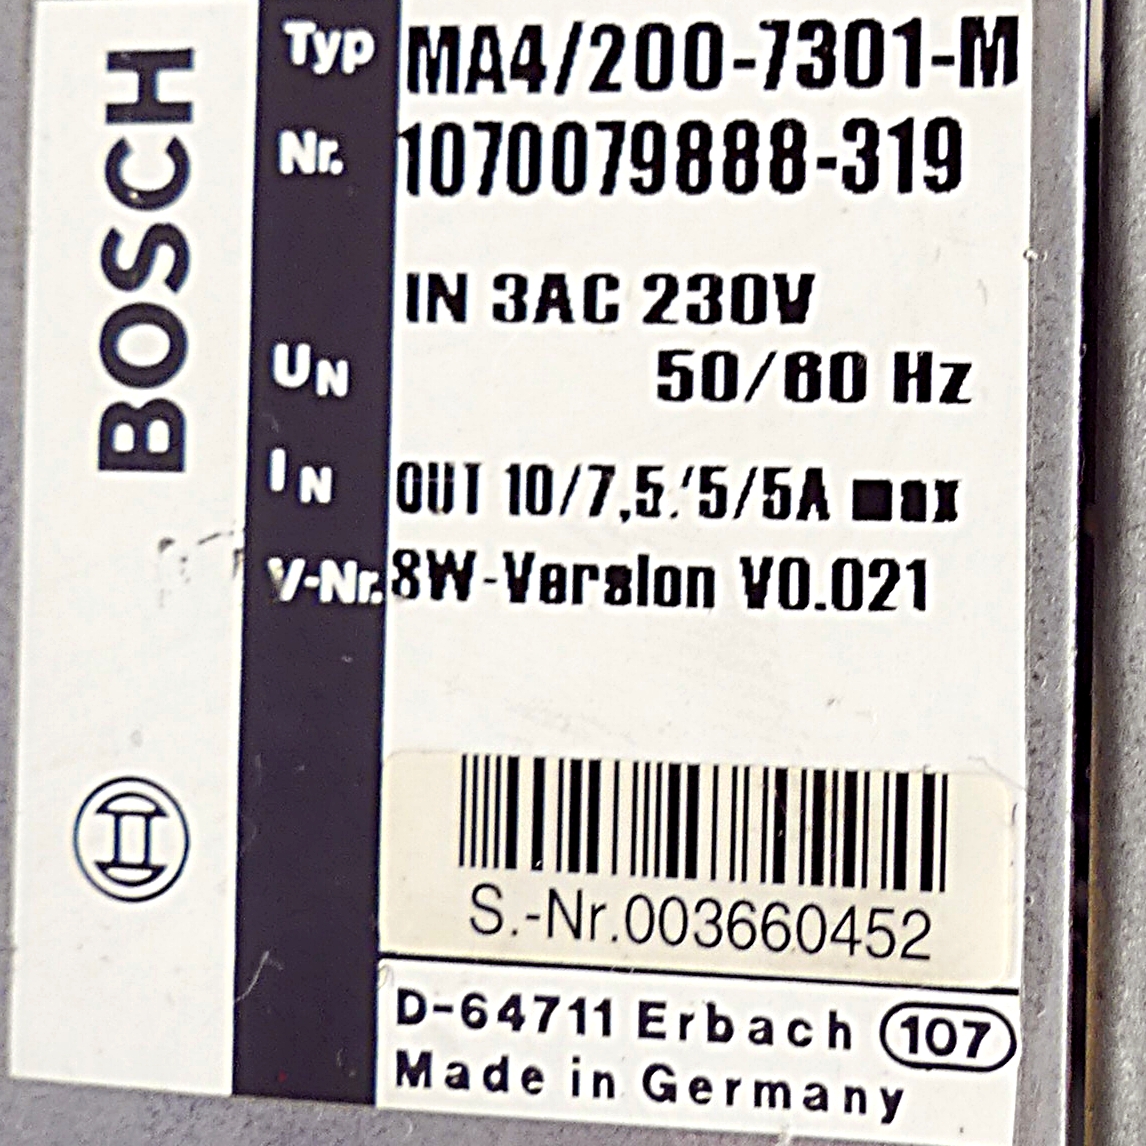 BOSCH
Typ MA4/200-7301-M
Nr. 1070079888-319
IN 3AC 230V
UN 50/60 Hz
IN OUT 10/7,5/5/5A max
V-Nr. SW-Version V0.021
S.-Nr.003660452
D-64711 Erbach 107
Made in Germany